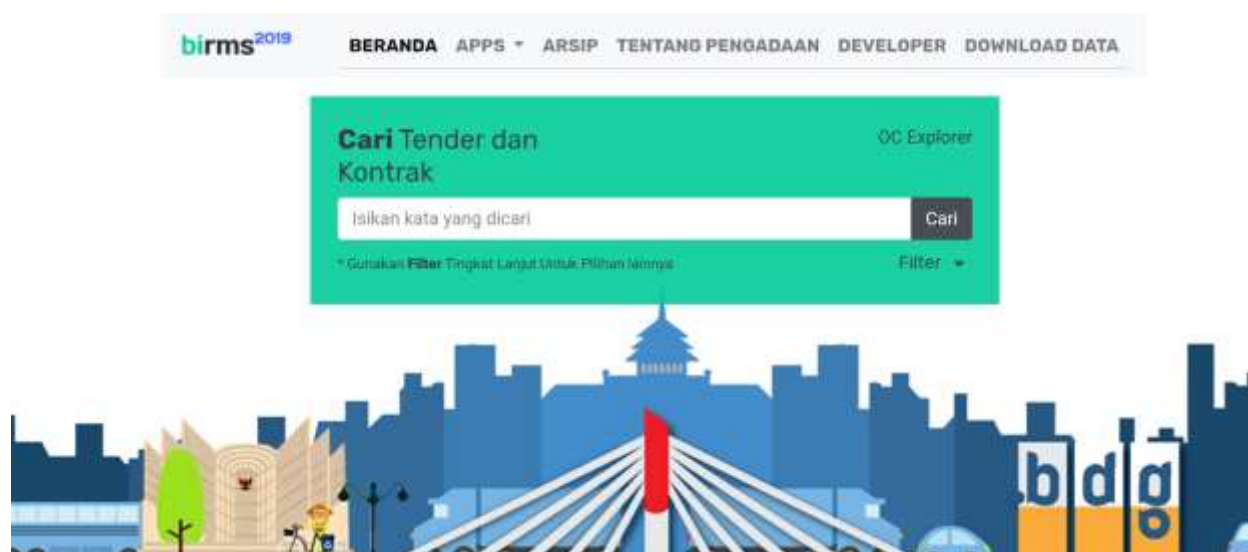 birms2019
BERANDA APPS ARSIP TENTANG PENGADAAN DEVELOPER DOWNLOAD DATA
Cari Tender dan
Kontrak
OC Explorer
Isikan kata yang dicari
Cari
* Gunakan Filter Tingkat Lanjut Untuk Pilihan lainnya
Filter
.bdg